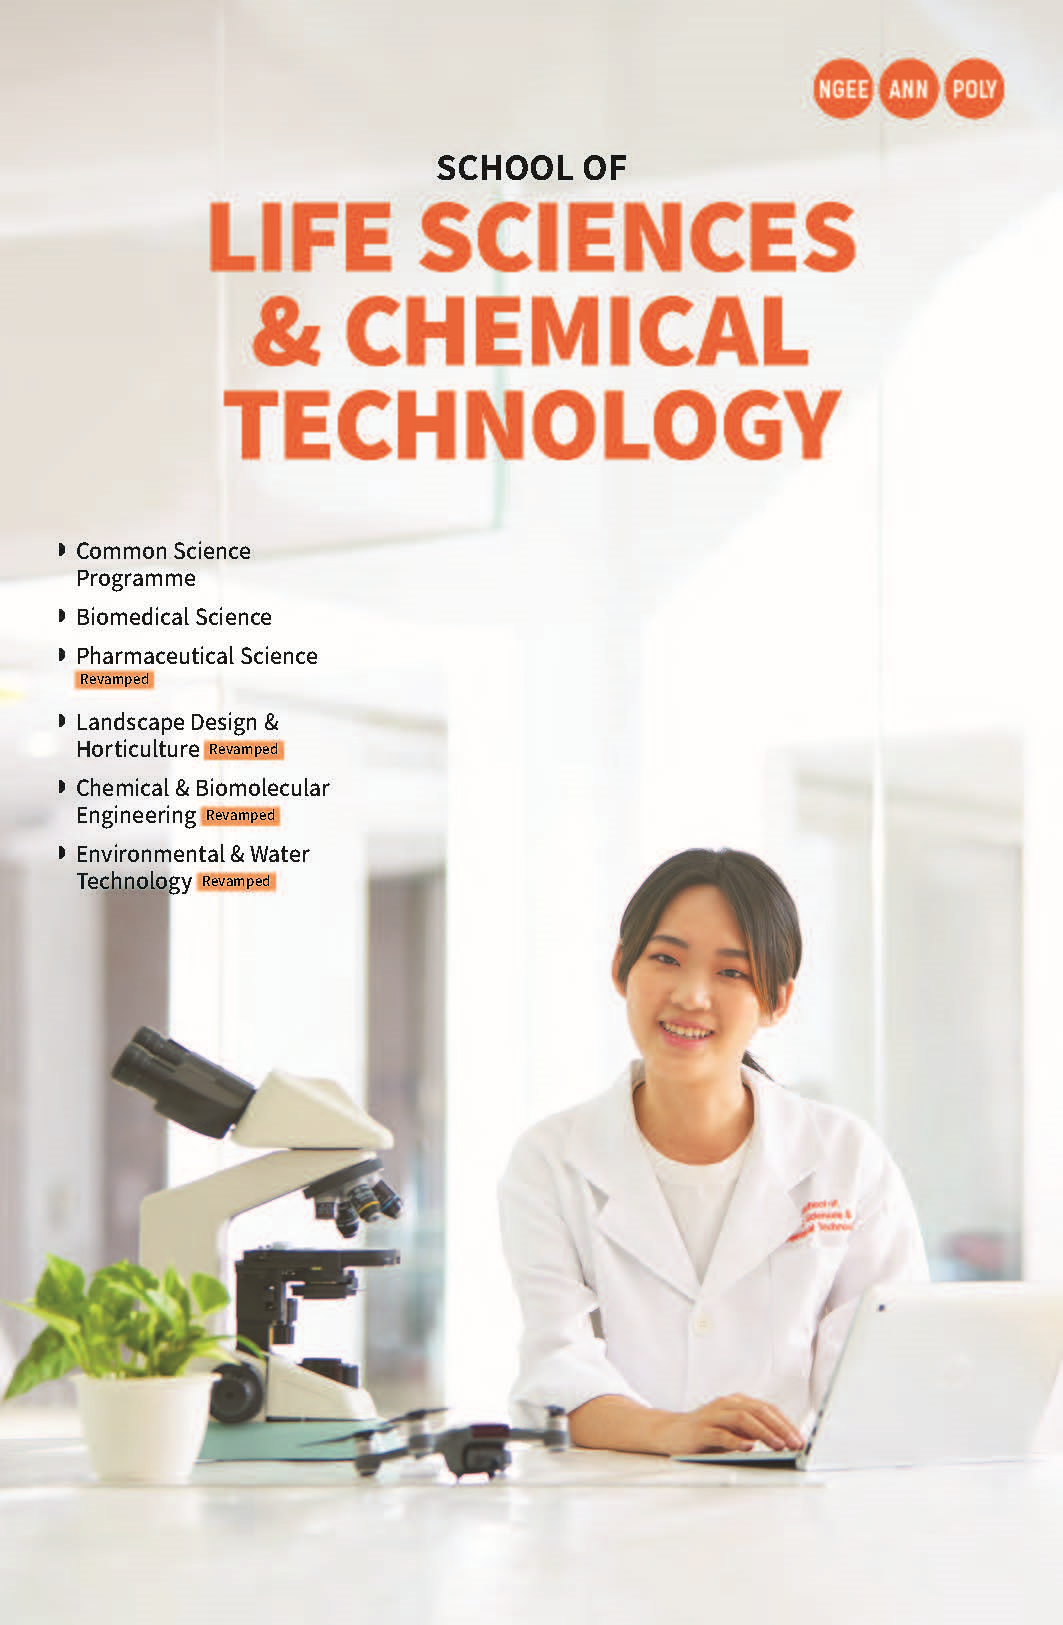 NGEE ANN POLY
SCHOOL OF
LIFE SCIENCES
& CHEMICAL
TECHNOLOGY
Common Science
Programme
Biomedical Science
Pharmaceutical Science
Revamped
Landscape Design &
Horticulture Revamped
Chemical & Biomolecular
Engineering Revamped
Environmental & Water
Technology Revamped